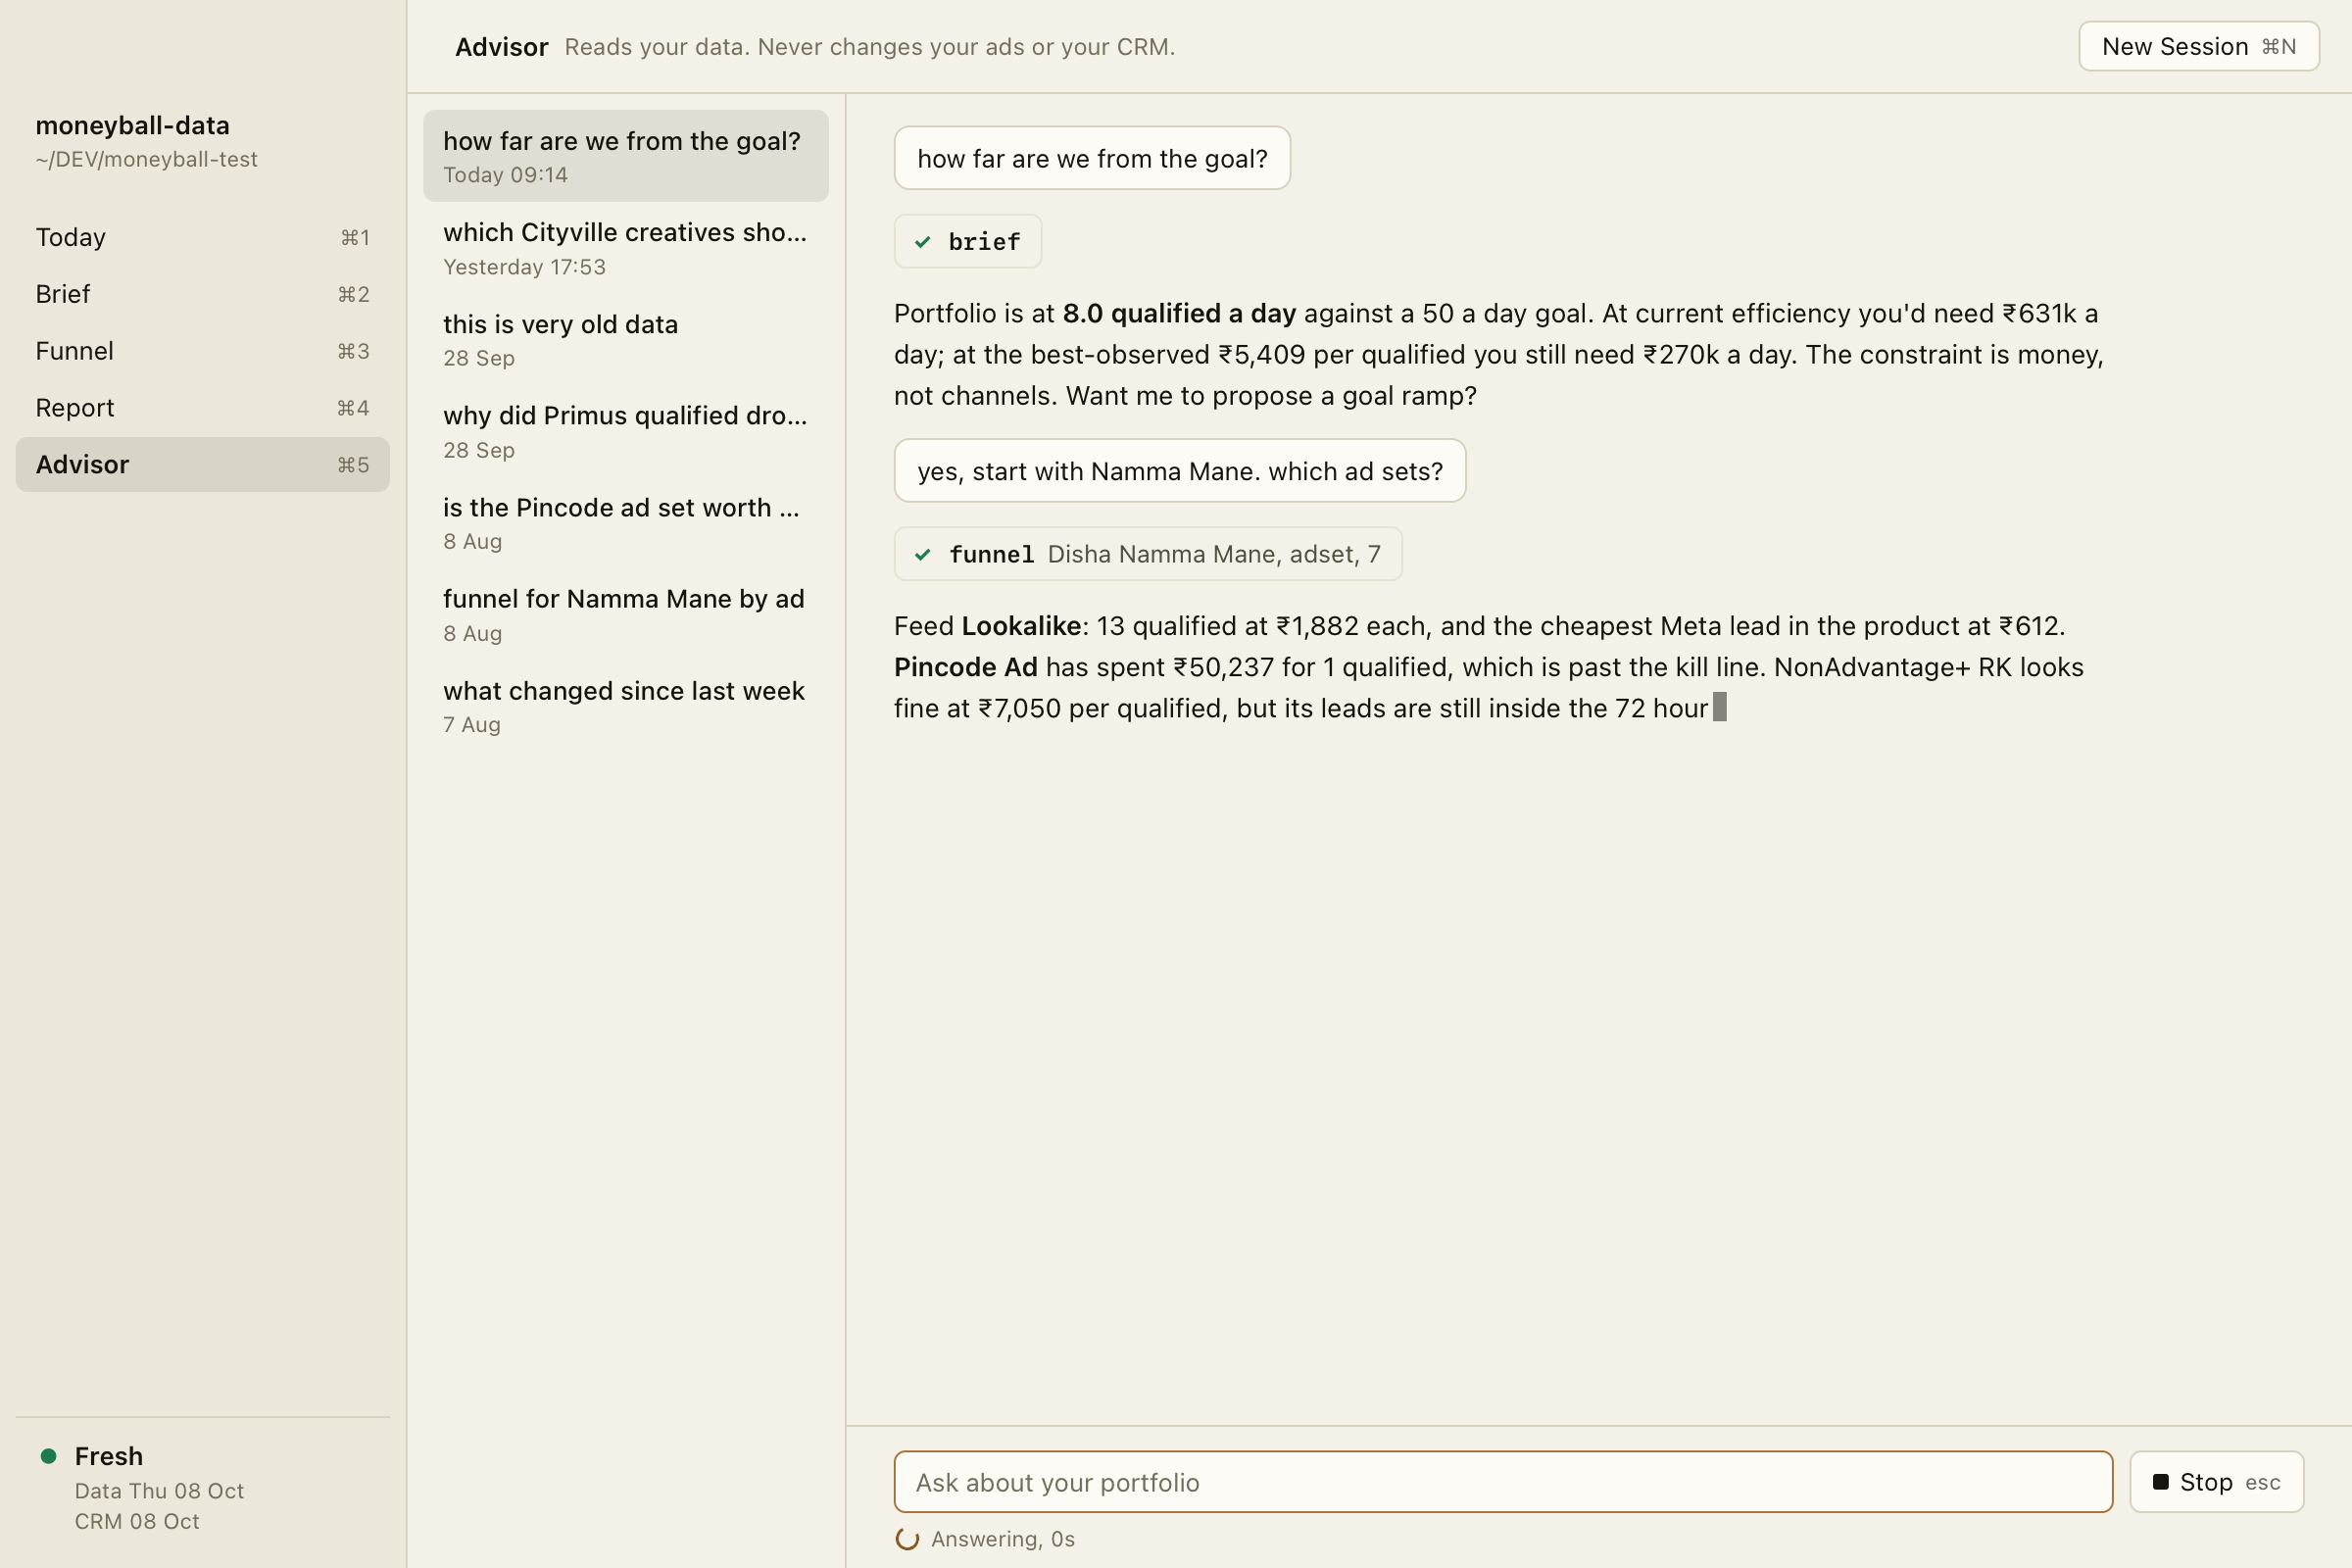 moneyball-data
~/DEV/moneyball-test
Today ⌘1
Brief ⌘2
Funnel ⌘3
Report ⌘4
Advisor ⌘5
Fresh
Data Thu 08 Oct
CRM 08 Oct
Advisor Reads your data. Never changes your ads or your CRM.
New Session ⌘N
how far are we from the goal?
Today 09:14
which Cityville creatives sho...
Yesterday 17:53
this is very old data
28 Sep
why did Primus qualified dro...
28 Sep
is the Pincode ad set worth ...
8 Aug
funnel for Namma Mane by ad
8 Aug
what changed since last week
7 Aug
how far are we from the goal?
✓ brief
Portfolio is at 8.0 qualified a day against a 50 a day goal. At current efficiency you'd need ₹631k a
day; at the best-observed ₹5,409 per qualified you still need ₹270k a day. The constraint is money,
not channels. Want me to propose a goal ramp?
yes, start with Namma Mane. which ad sets?
✓ funnel Disha Namma Mane, adset, 7
Feed Lookalike: 13 qualified at ₹1,882 each, and the cheapest Meta lead in the product at ₹612.
Pincode Ad has spent ₹50,237 for 1 qualified, which is past the kill line. NonAdvantage+ RK looks
fine at ₹7,050 per qualified, but its leads are still inside the 72 hour
Ask about your portfolio
Stop esc
Answering, 0s